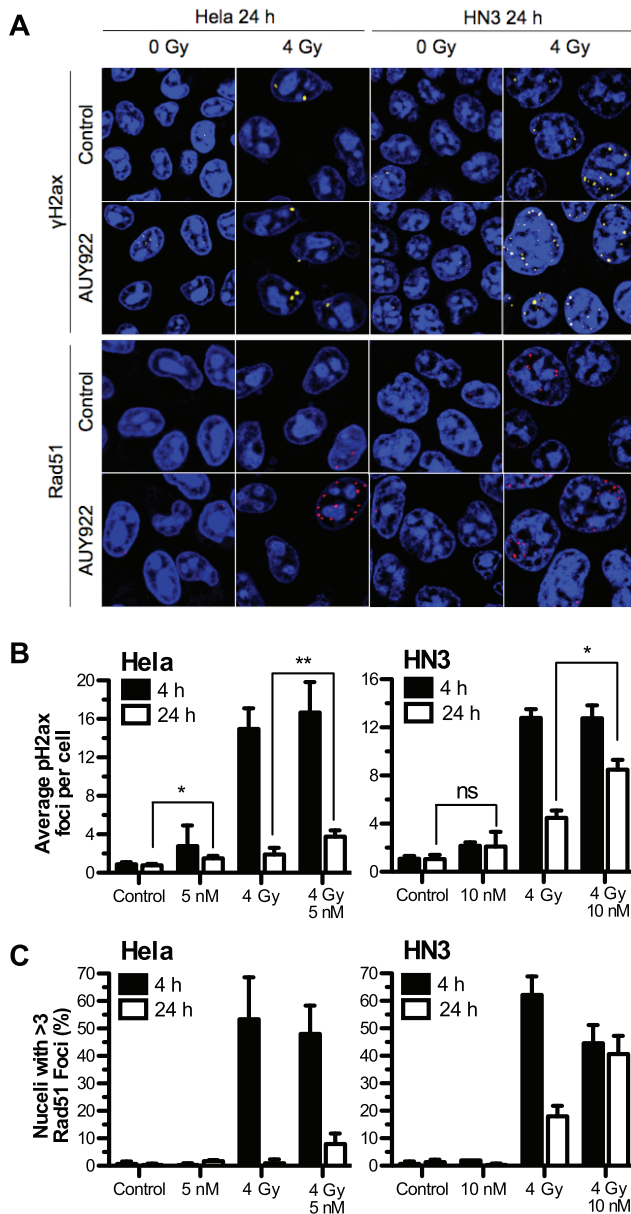 A
Hela 24 h
HN3 24 h
0 Gy
4 Gy
0 Gy
4 Gy
γH2ax
Control
AUY922
Rad51
Control
AUY922
B
Hela
4 h
24 h
**
*
Average pH2ax
foci per cell
20
16
12
8
4
0
Control
5 nM
4 Gy
4 Gy
5 nM
HN3
4 h
24 h
*
ns
16
12
8
4
0
Control
10 nM
4 Gy
4 Gy
10 nM
C
Hela
4 h
24 h
Nuceli with >3
Rad51 Foci (%)
70
60
50
40
30
20
10
0
Control
5 nM
4 Gy
4 Gy
5 nM
HN3
4 h
24 h
70
60
50
40
30
20
10
0
Control
10 nM
4 Gy
4 Gy
10 nM